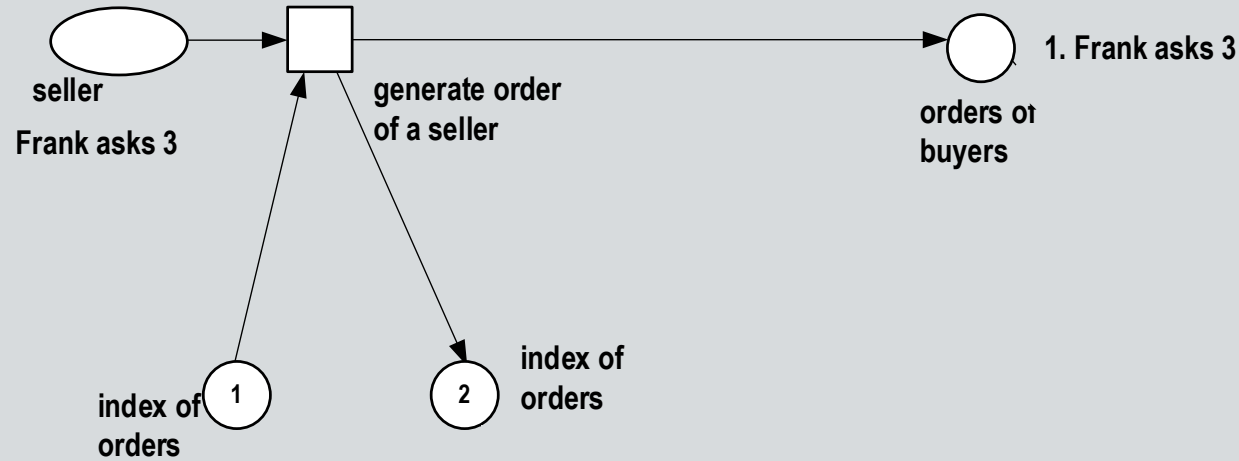 seller
Frank asks 3
generate order
of a seller
1. Frank asks 3
orders of
buyers
1
index of
orders
2
index of
orders